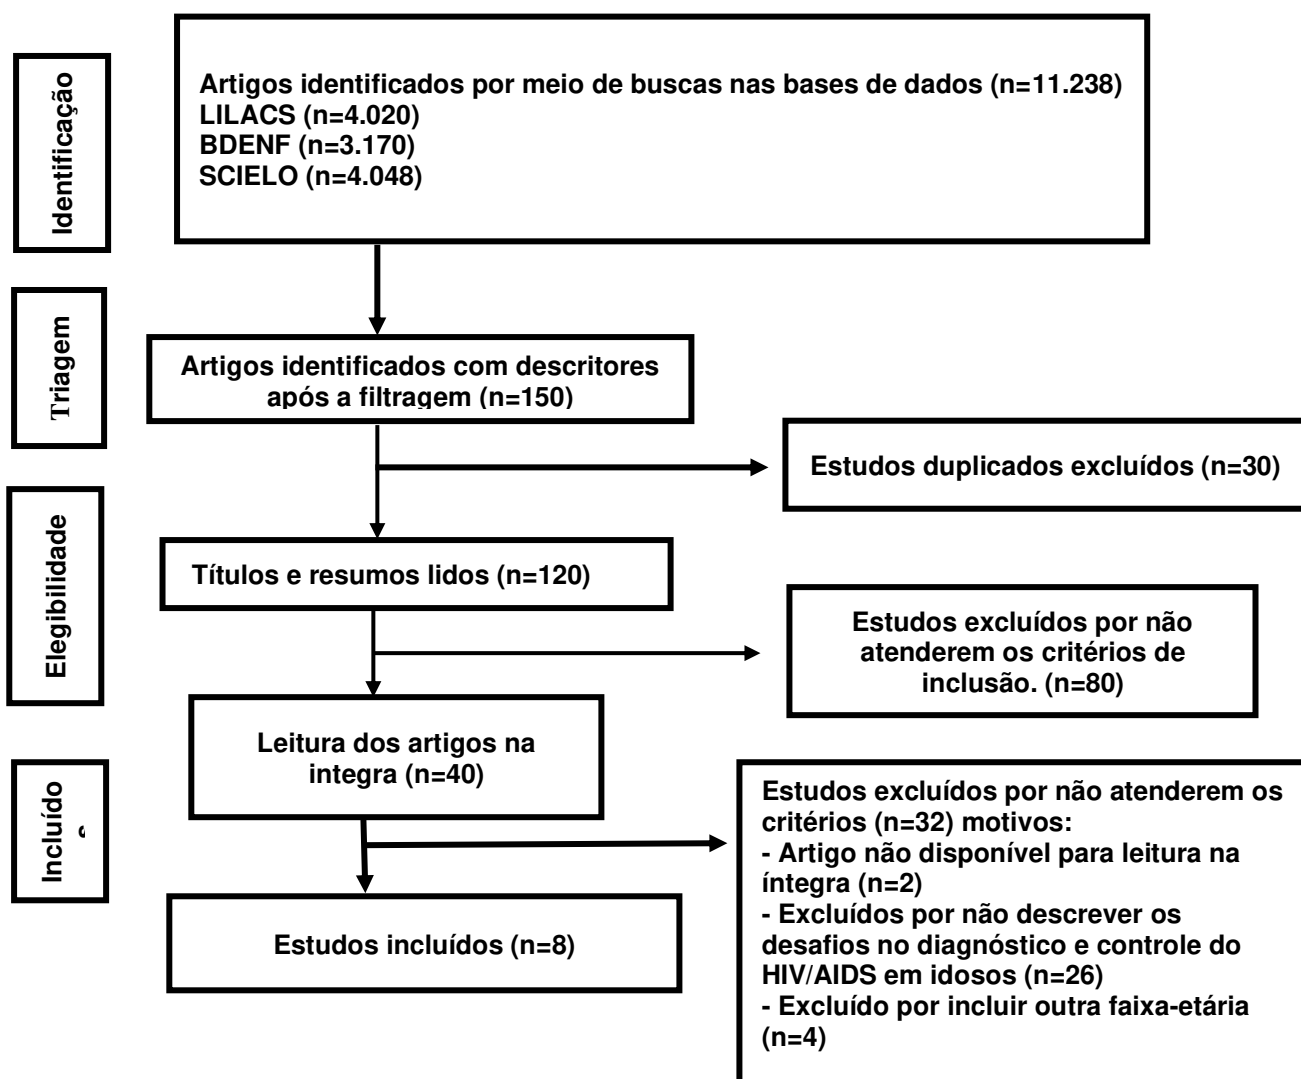 Identificação
Artigos identificados por meio de buscas nas bases de dados (n=11.238)
LILACS (n=4.020)
BDENF (n=3.170)
SCIELO (n=4.048)
Triagem
Artigos identificados com descritores
após a filtragem (n=150)
Estudos duplicados excluídos (n=30)
Elegibilidade
Títulos e resumos lidos (n=120)
Estudos excluídos por não
atenderem os critérios de
inclusão. (n=80)
Leitura dos artigos na
integra (n=40)
Incluído
s
Estudos excluídos por não atenderem os
critérios (n=32) motivos:
- Artigo não disponível para leitura na
íntegra (n=2)
- Excluídos por não descrever os
desafios no diagnóstico e controle do
HIV/AIDS em idosos (n=26)
- Excluído por incluir outra faixa-etária
(n=4)
Estudos incluídos (n=8)